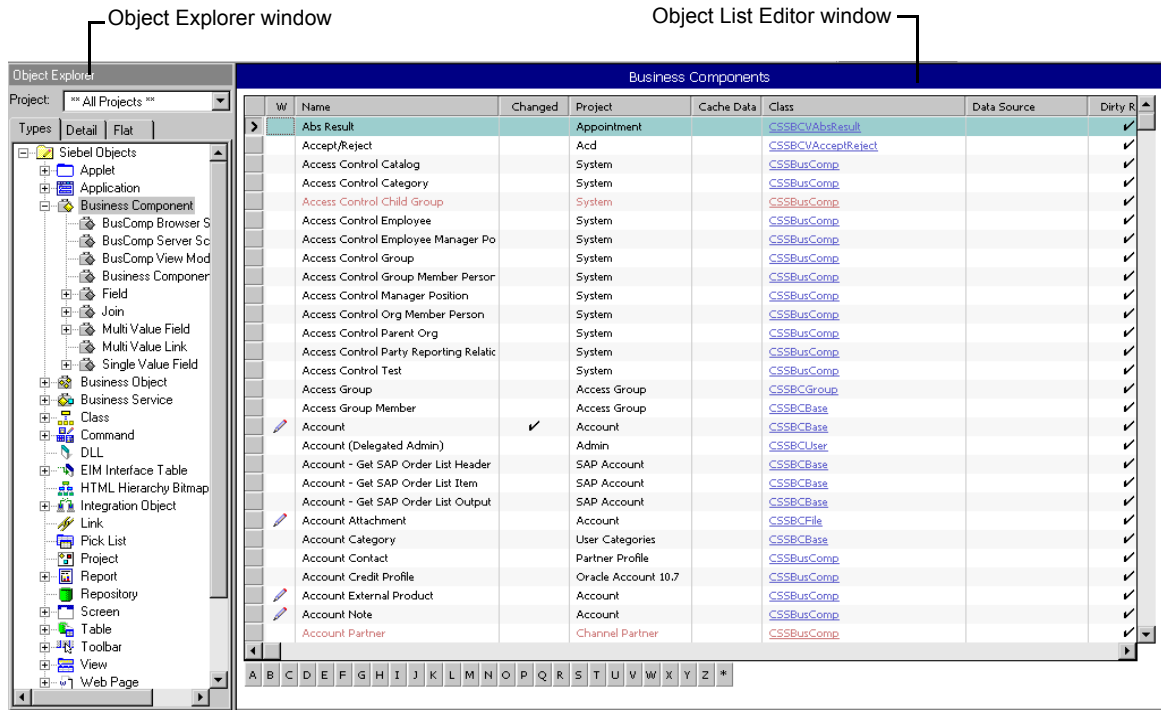 Object Explorer window
Object List Editor window
Object Explorer
Project: ** All Projects **
Types Detail Flat
Siebel Objects
Applet
Application
Business Component
BusComp Browser S
BusComp Server Sc
BusComp View Mod
Business Componer
Field
Join
Multi Value Field
Multi Value Link
Single Value Field
Business Object
Business Service
Class
Command
DLL
EIM Interface Table
HTML Hierarchy Bitmap
Integration Object
Link
Pick List
Project
Report
Repository
Screen
Table
Toolbar
View
Web Page
Business Components
W Name Changed Project Cache Data Class Data Source Dirty R
Abs Result Appointment CSSBCVAbsResult
Accept/Reject Acd CSSBCVAcceptReject
Access Control Catalog System CSSBusComp
Access Control Category System CSSBusComp
Access Control Child Group System CSSBusComp
Access Control Employee System CSSBusComp
Access Control Employee Manager Po System CSSBusComp
Access Control Group System CSSBusComp
Access Control Group Member Person System CSSBusComp
Access Control Manager Position System CSSBusComp
Access Control Org Member Person System CSSBusComp
Access Control Parent Org System CSSBusComp
Access Control Party Reporting Relatic System CSSBusComp
Access Control Test System CSSBusComp
Access Group Access Group CSSBCGroup
Access Group Member Access Group CSSBCBase
Account Account CSSBCBase
Account (Delegated Admin) Admin CSSBCUser
Account - Get SAP Order List Header SAP Account CSSBCBase
Account - Get SAP Order List Item SAP Account CSSBCBase
Account - Get SAP Order List Output SAP Account CSSBCBase
Account Attachment Account CSSBCFile
Account Category User Categories CSSBCBase
Account Contact Partner Profile CSSBusComp
Account Credit Profile Oracle Account 10.7 CSSBusComp
Account External Product Account CSSBusComp
Account Note Account CSSBusComp
Account Partner Channel Partner CSSBusComp
A B C D E F G H I J K L M N O P Q R S T U V W X Y Z *